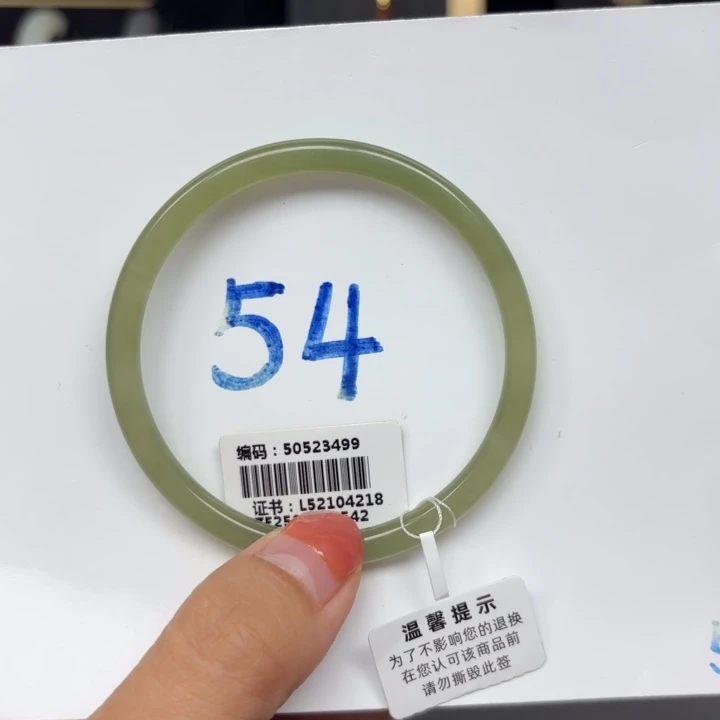 54
编码：50523499
证书：L52104218
温馨提示
为了不影响您的退换
在您认可该商品前
请勿撕毁此签